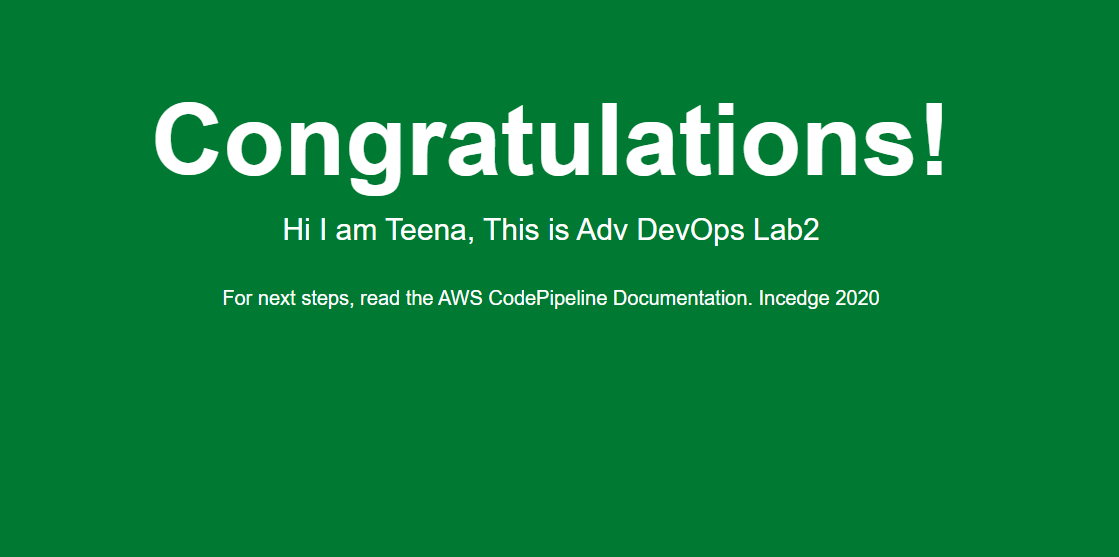 Congratulations!
Hi I am Teena, This is Adv DevOps Lab2
For next steps, read the AWS CodePipeline Documentation. Incedge 2020